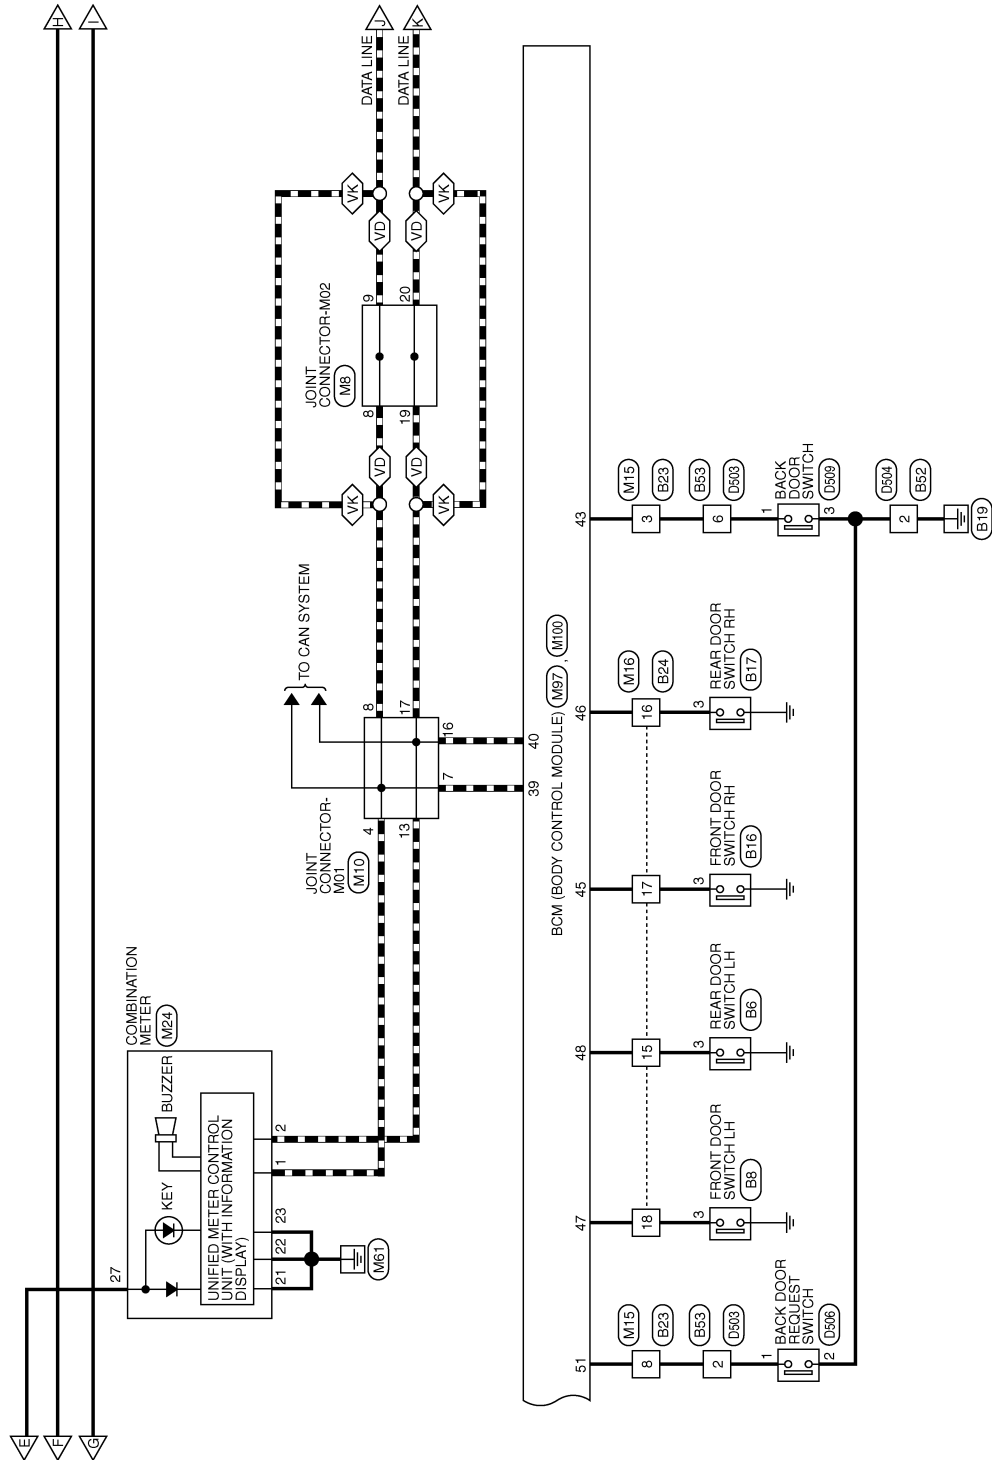 E
F
G
H
I
27
COMBINATION
METER
M24
KEY
BUZZER
UNIFIED METER CONTROL
UNIT (WITH INFORMATION
DISPLAY)
21
22
23
1
2
M61
JOINT
CONNECTOR-
M01
M10
4
13
8
17
7
16
TO CAN SYSTEM
VK
VD
VD
VK
JOINT
CONNECTOR-M02
M8
8
19
9
20
VK
VD
VD
VK
DATA LINE
J
DATA LINE
K
39
40
BCM (BODY CONTROL MODULE) M97 , M100
51
47
48
45
46
43
8
M15
B23
2
B53
D503
1
BACK DOOR
REQUEST
SWITCH
D506
2
18
3
FRONT DOOR
SWITCH LH
B8
15
3
REAR DOOR
SWITCH LH
B6
17
3
FRONT DOOR
SWITCH RH
B16
16
M16
B24
3
REAR DOOR
SWITCH RH
B17
3
M15
B23
6
B53
D503
1
BACK
DOOR
SWITCH
D509
3
2
D504
B52
B19